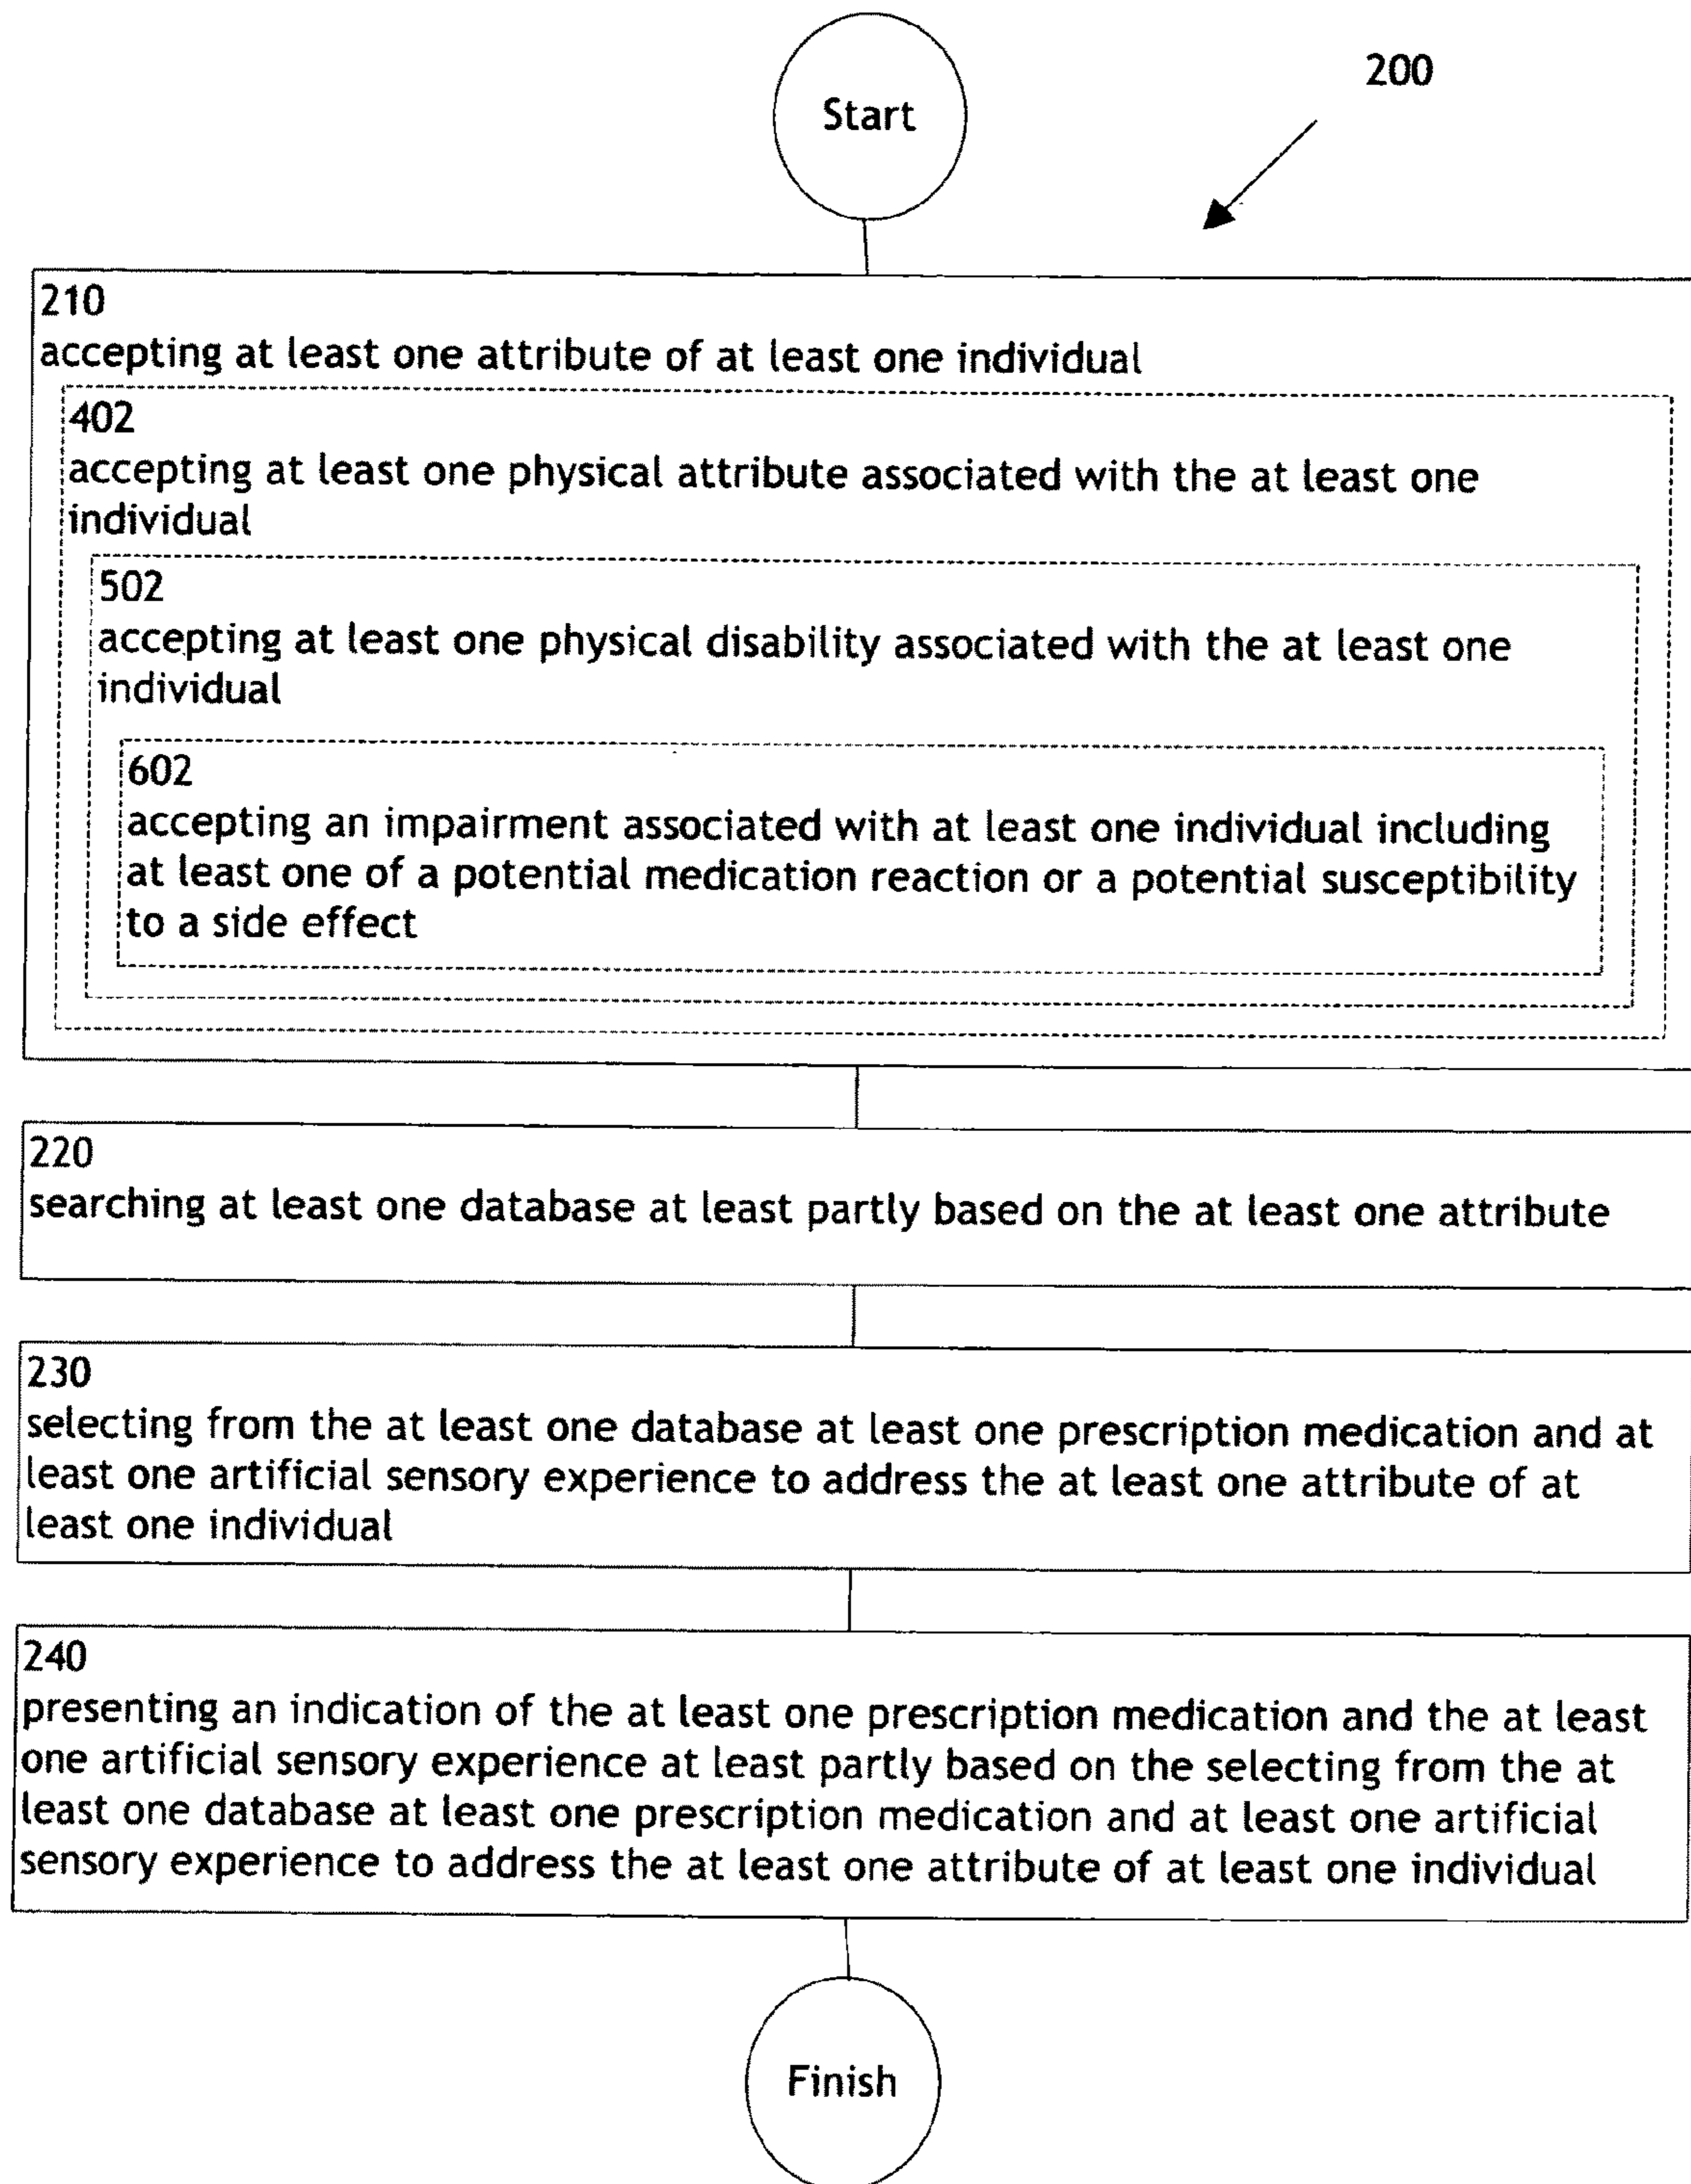 Start
200
210
accepting at least one attribute of at least one individual
402
accepting at least one physical attribute associated with the at least one
individual
502
accepting at least one physical disability associated with the at least one
individual
602
accepting an impairment associated with at least one individual including
at least one of a potential medication reaction or a potential susceptibility
to a side effect
220
searching at least one database at least partly based on the at least one attribute
230
selecting from the at least one database at least one prescription medication and at
least one artificial sensory experience to address the at least one attribute of at
least one individual
240
presenting an indication of the at least one prescription medication and the at least
one artificial sensory experience at least partly based on the selecting from the at
least one database at least one prescription medication and at least one artificial
sensory experience to address the at least one attribute of at least one individual
Finish